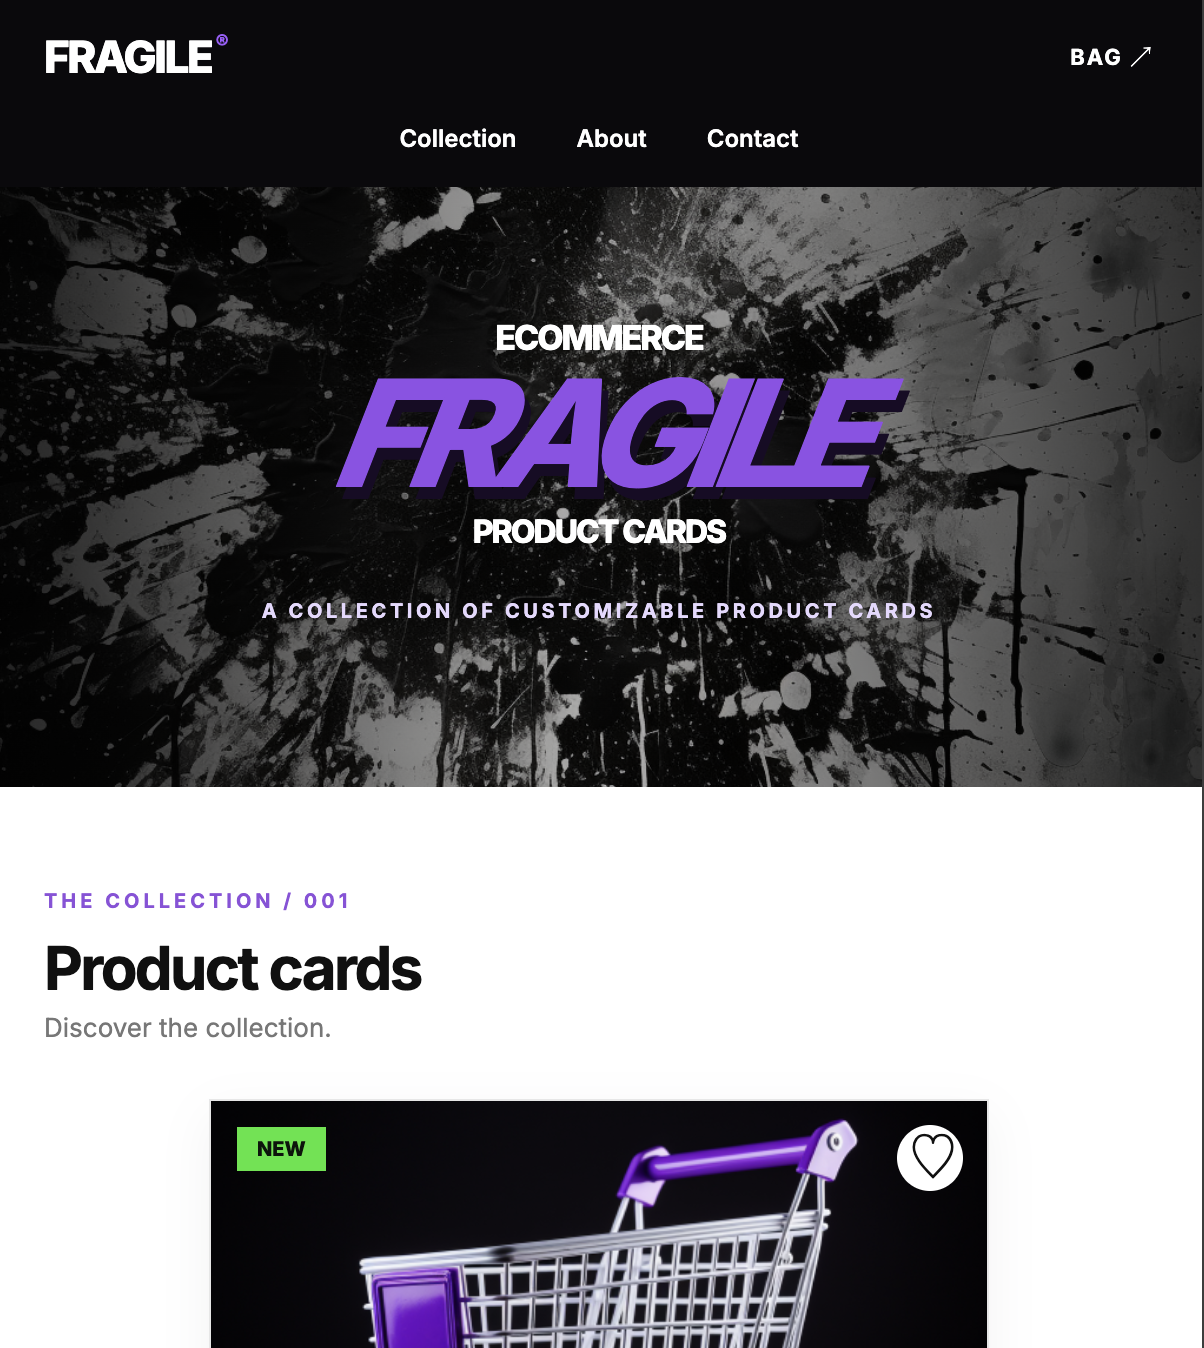 FRAGILE®
BAG ↗
Collection About Contact
ECOMMERCE
FRAGILE
PRODUCT CARDS
A COLLECTION OF CUSTOMIZABLE PRODUCT CARDS
THE COLLECTION / 001
Product cards
Discover the collection.
NEW